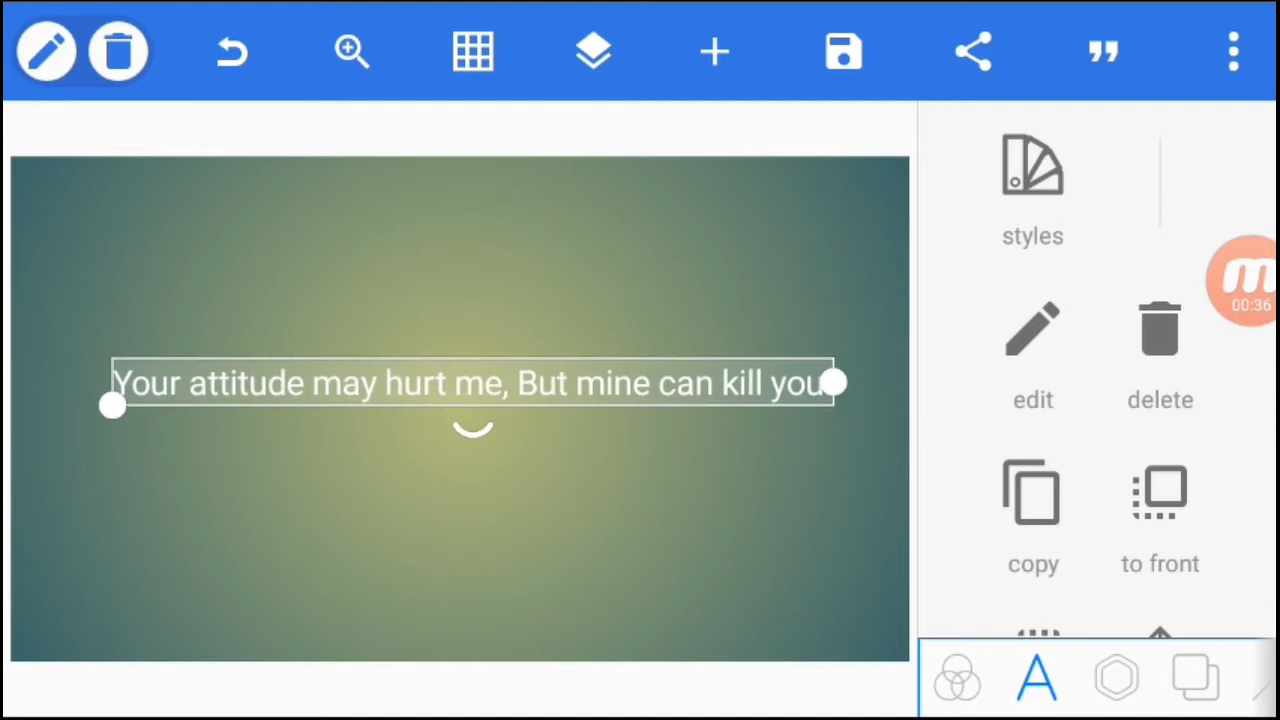 styles
00:36
Your attitude may hurt me, But mine can kill you
edit
delete
copy
to front